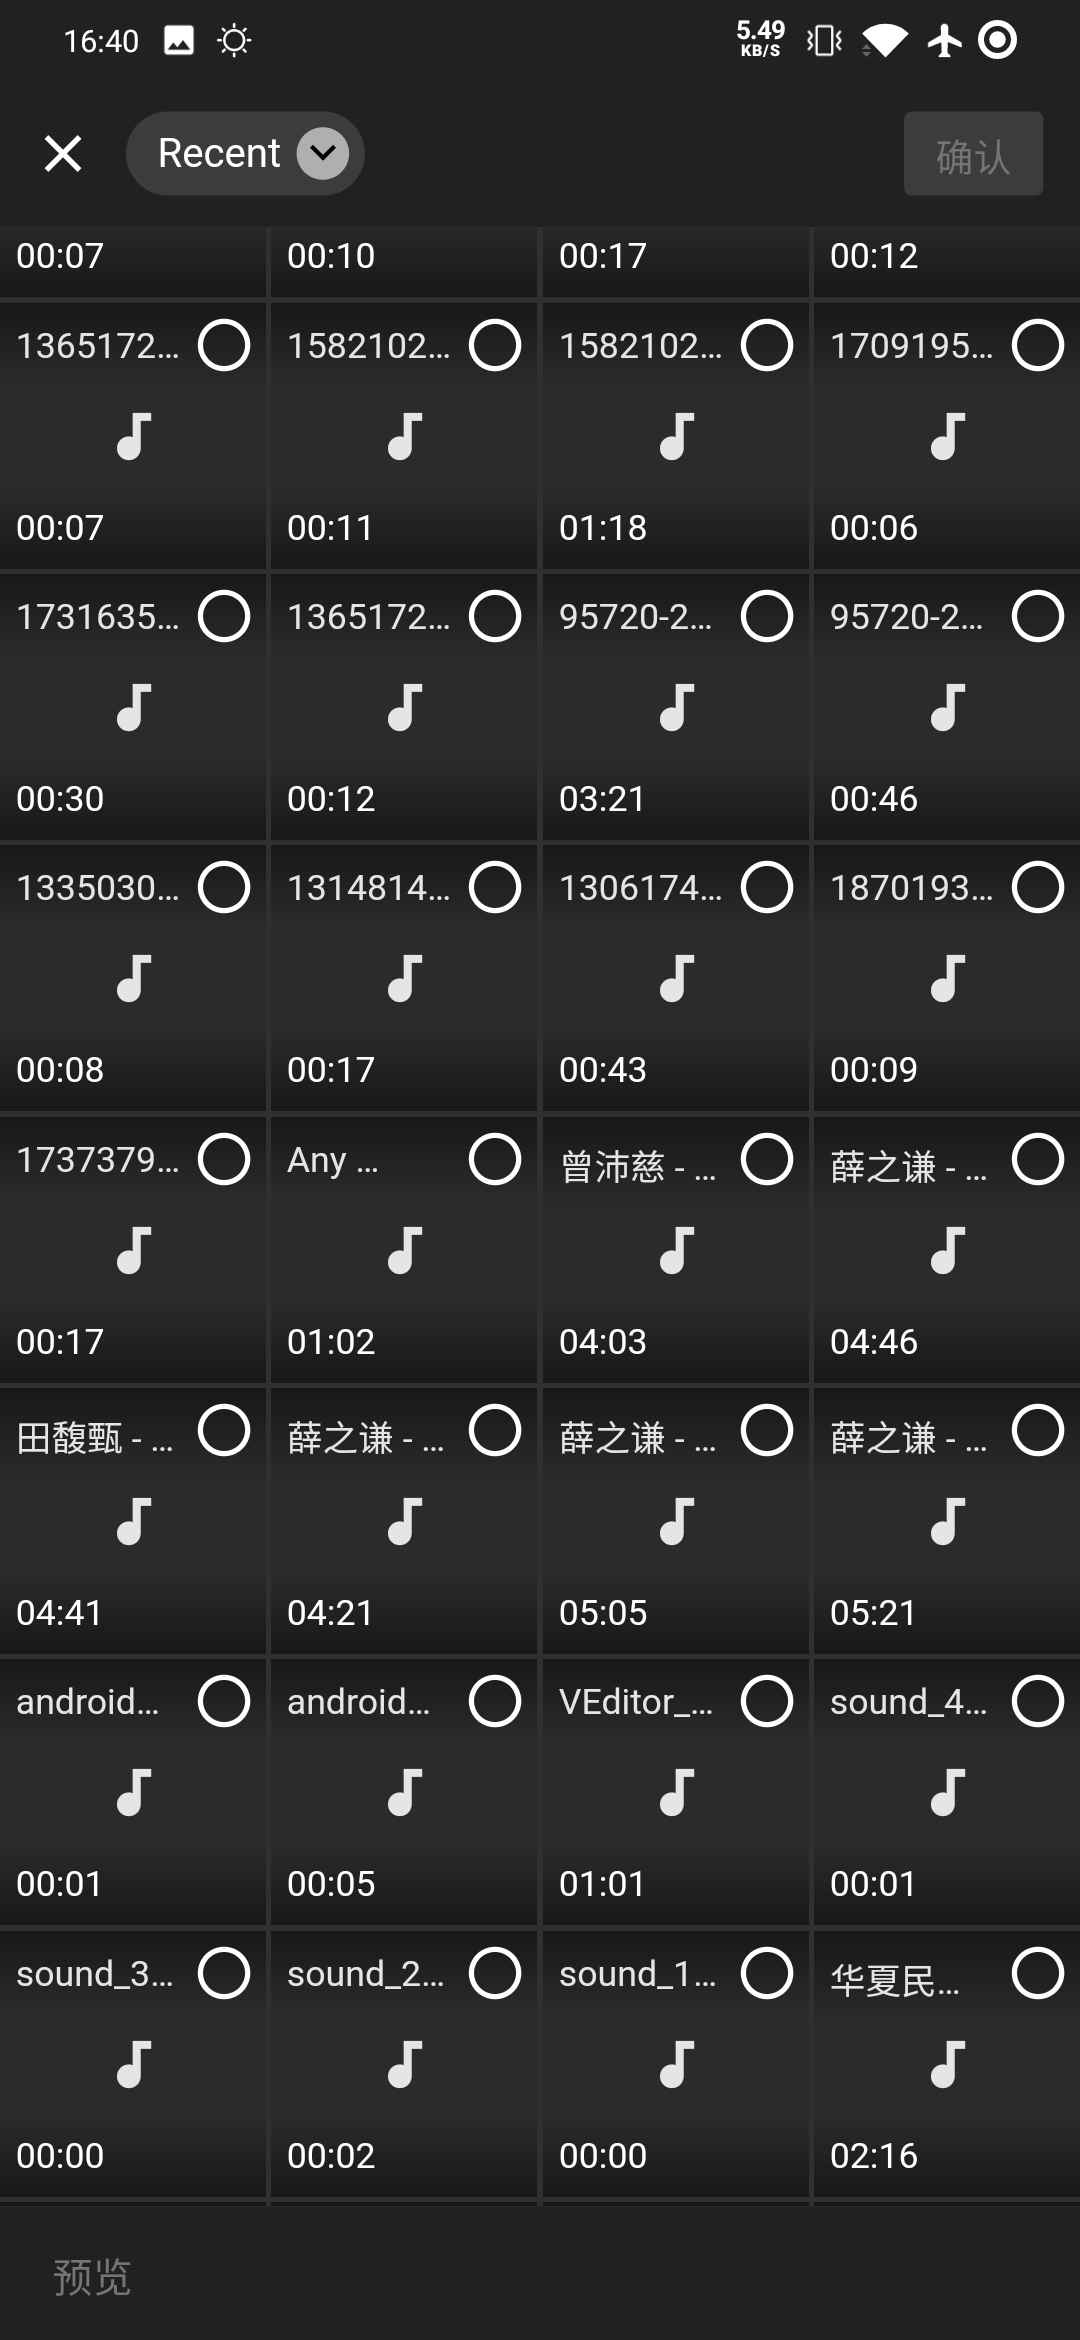 16:40
5.49
KB/S
Recent
确认
00:07 00:10 00:17 00:12
1365172... 1582102... 1582102... 1709195...
00:07 00:11 01:18 00:06
1731635... 1365172... 95720-2... 95720-2...
00:30 00:12 03:21 00:46
1335030... 1314814... 1306174... 1870193...
00:08 00:17 00:43 00:09
1737379... Any ... 曾沛慈 - ... 薛之谦 - ...
00:17 01:02 04:03 04:46
田馥甄 - ... 薛之谦 - ... 薛之谦 - ... 薛之谦 - ...
04:41 04:21 05:05 05:21
android... android... VEditor_... sound_4...
00:01 00:05 01:01 00:01
sound_3... sound_2... sound_1... 华夏民...
00:00 00:02 00:00 02:16
预览